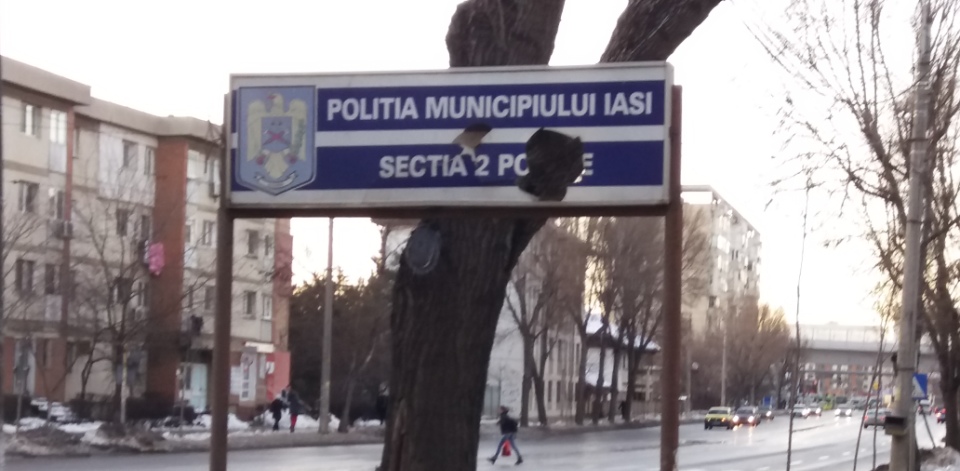 POLITIA MUNICIPIULUI IASI
SECTIA 2